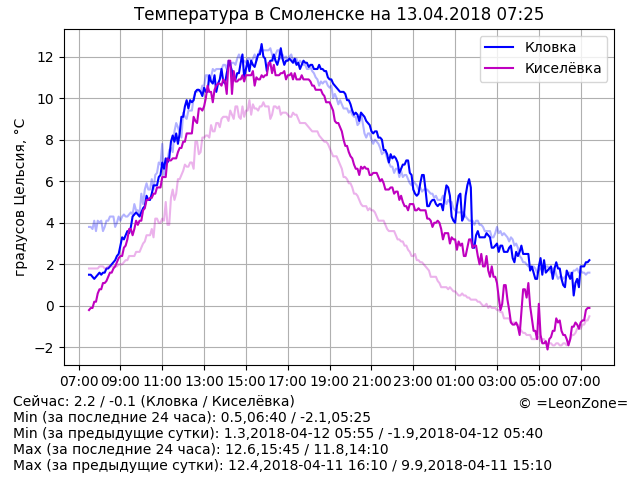 Температура в Смоленске на 13.04.2018 07:25
Кловка
Киселёвка
градусов Цельсия, °C
12
10
8
6
4
2
0
−2
07:00 09:00 11:00 13:00 15:00 17:00 19:00 21:00 23:00 01:00 03:00 05:00 07:00
Сейчас: 2.2 / -0.1 (Кловка / Киселёвка)
© =LeonZone=
Min (за последние 24 часа): 0.5,06:40 / -2.1,05:25
Min (за предыдущие сутки): 1.3,2018-04-12 05:55 / -1.9,2018-04-12 05:40
Max (за последние 24 часа): 12.6,15:45 / 11.8,14:10
Max (за предыдущие сутки): 12.4,2018-04-11 16:10 / 9.9,2018-04-11 15:10